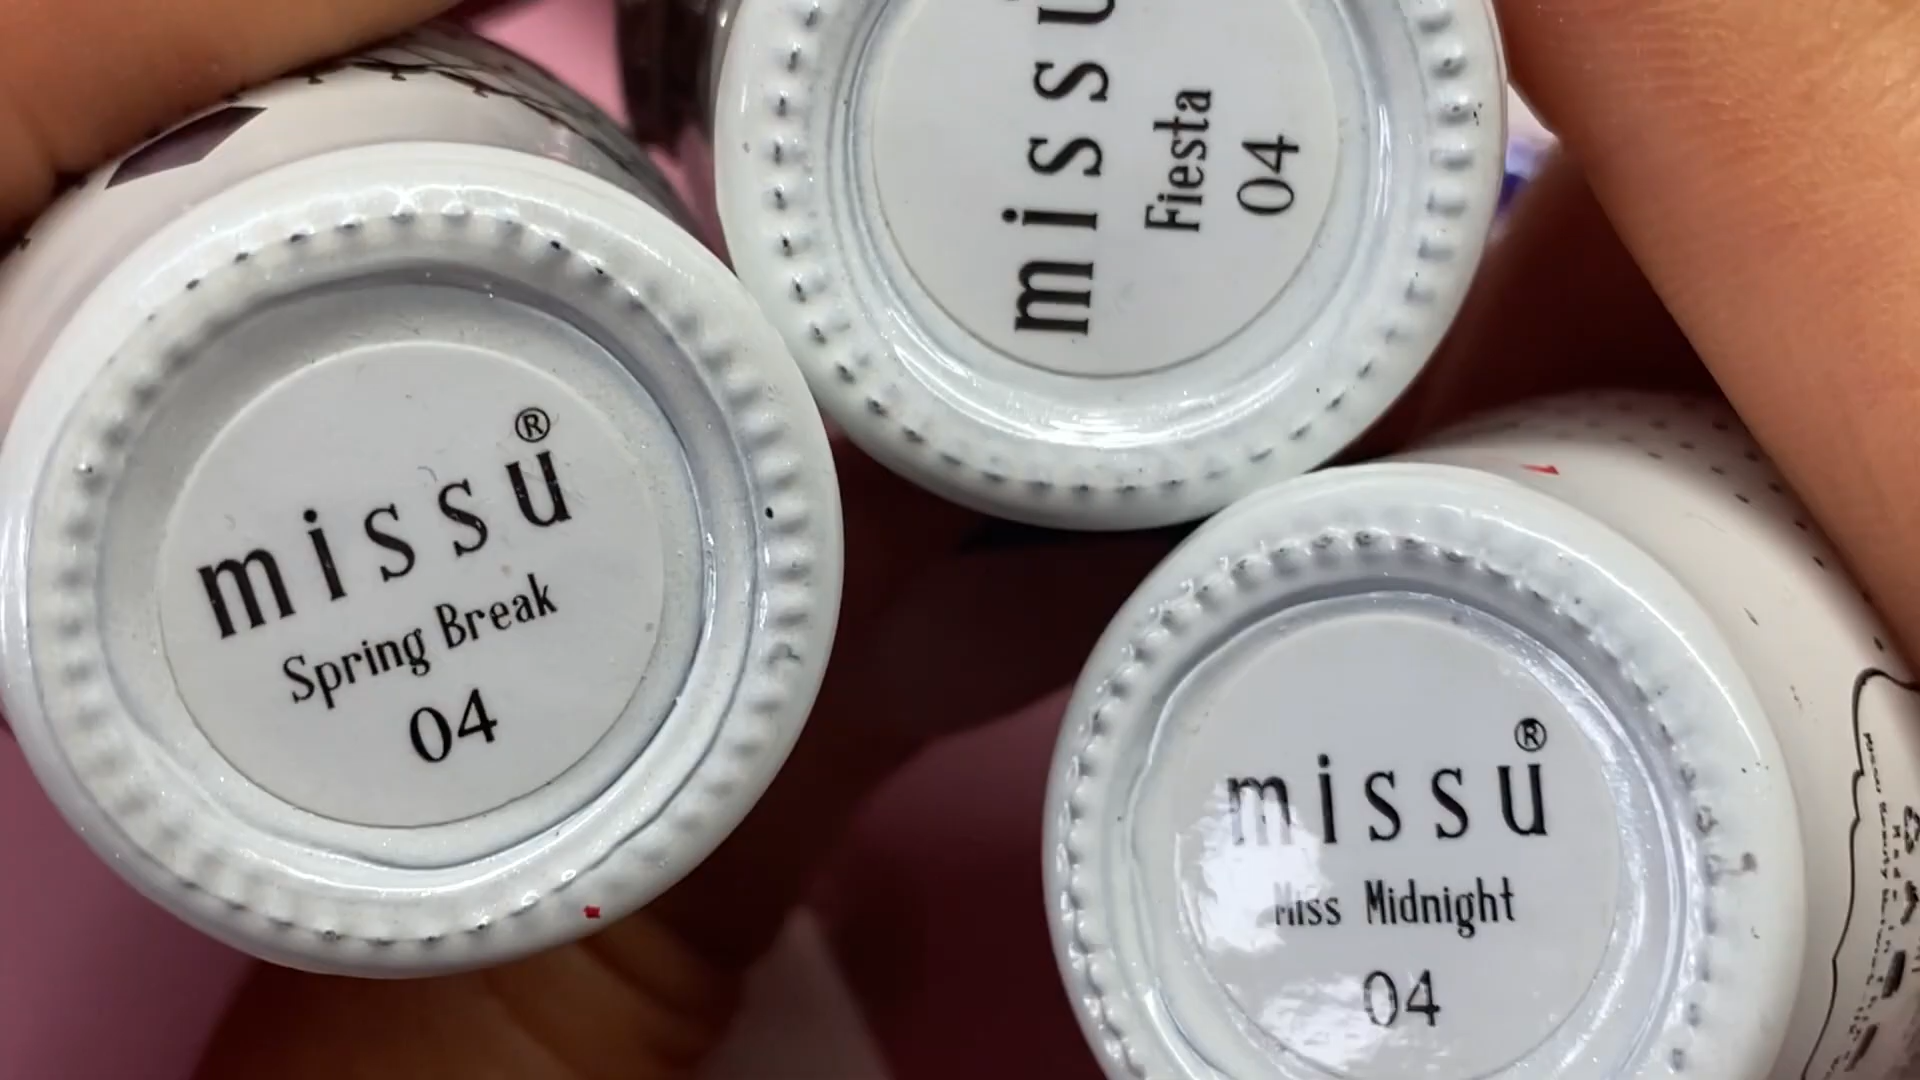 missu
Fiesta
04
missu®
Spring Break
04
missu®
Miss Midnight
04